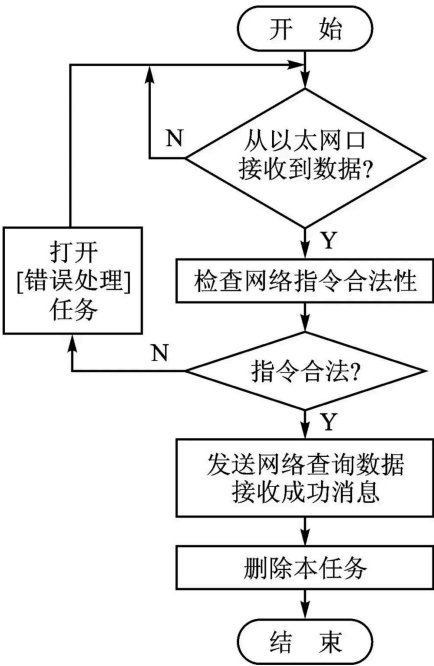 开 始
N
从以太网口
接收到数据?
Y
打开
[错误处理]
任务
检查网络指令合法性
N
指令合法?
Y
发送网络查询数据
接收成功消息
删除本任务
结 束